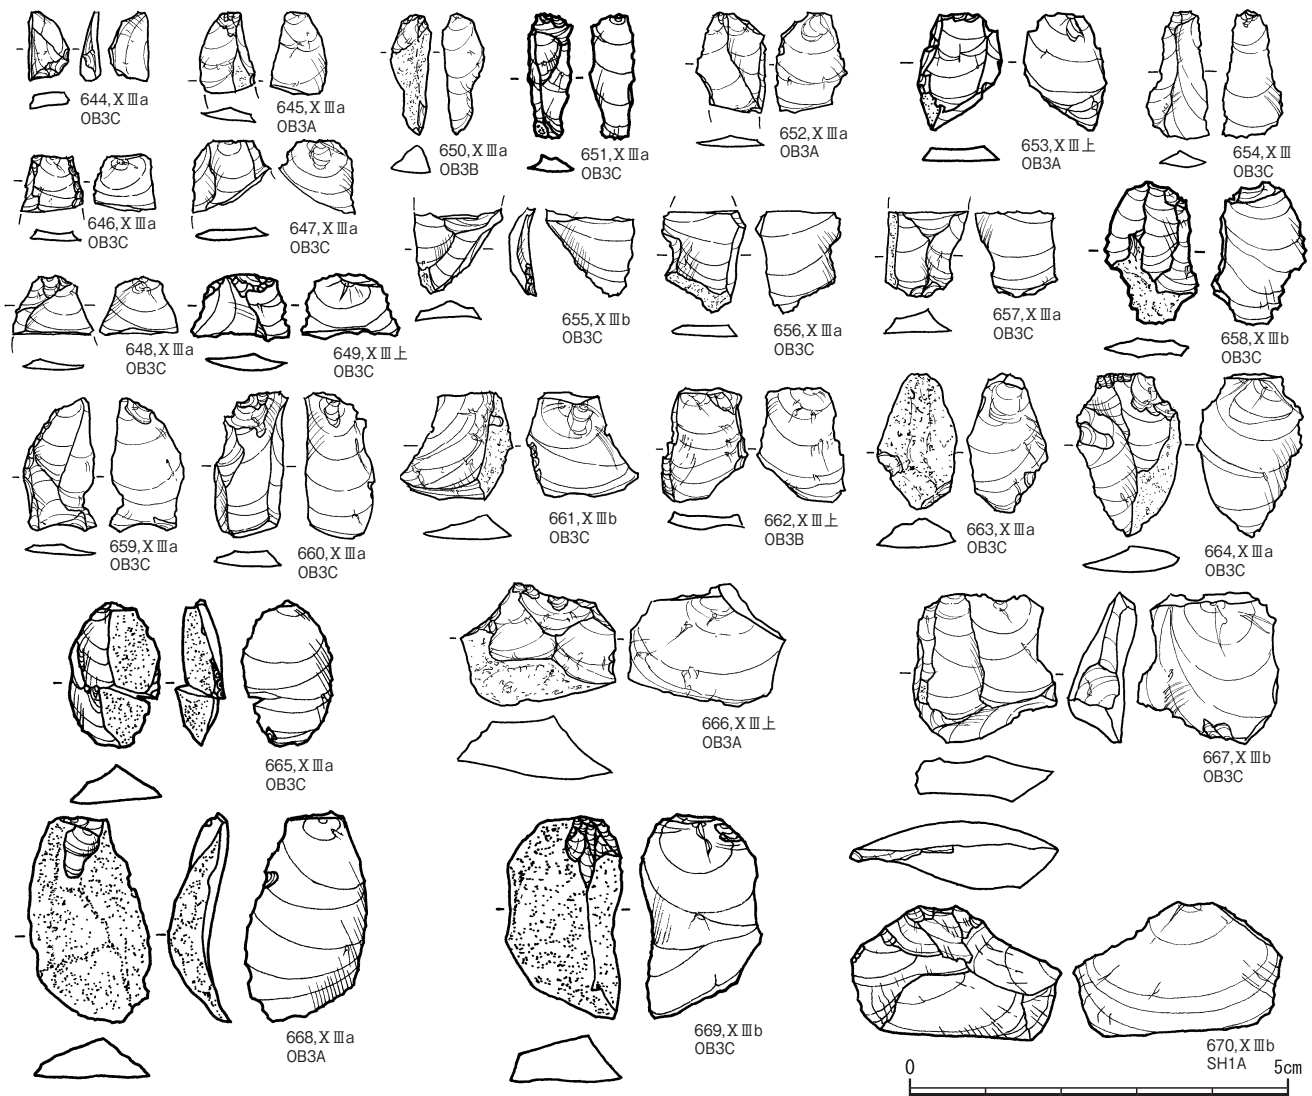 644,XⅢa
OB3C
645,XⅢa
OB3A
650,XⅢa
OB3B
651,XⅢa
OB3C
652,XⅢa
OB3A
653,XⅢ上
OB3A
654,XⅢ
OB3C
646,XⅢa
OB3C
647,XⅢa
OB3C
655,XⅢb
OB3C
656,XⅢa
OB3C
657,XⅢa
OB3C
658,XⅢb
OB3C
648,XⅢa
OB3C
649,XⅢ上
OB3C
659,XⅢa
OB3C
660,XⅢa
OB3C
661,XⅢb
OB3C
662,XⅢ上
OB3B
663,XⅢa
OB3C
664,XⅢa
OB3C
665,XⅢa
OB3C
666,XⅢ上
OB3A
667,XⅢb
OB3C
668,XⅢa
OB3A
669,XⅢb
OB3C
670,XⅢb
SH1A
0 5cm